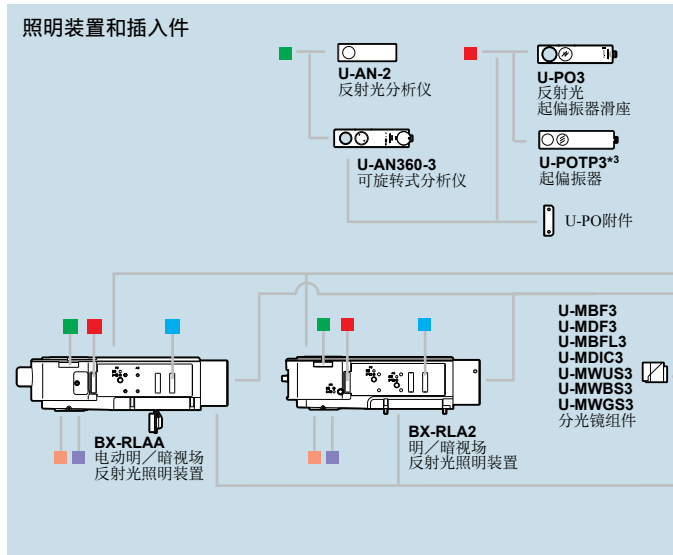 照明装置和插入件
U-AN-2
反射光分析仪
U-PO3
反射光
起偏振器滑座
U-AN360-3
可旋转式分析仪
U-POTP3*3
起偏振器
U-PO附件
U-MBF3
U-MDF3
U-MBFL3
U-MDIC3
U-MWUS3
U-MWBS3
U-MWGS3
分光镜组件
BX-RLAA
电动明／暗视场
反射光照明装置
BX-RLA2
明／暗视场
反射光照明装置